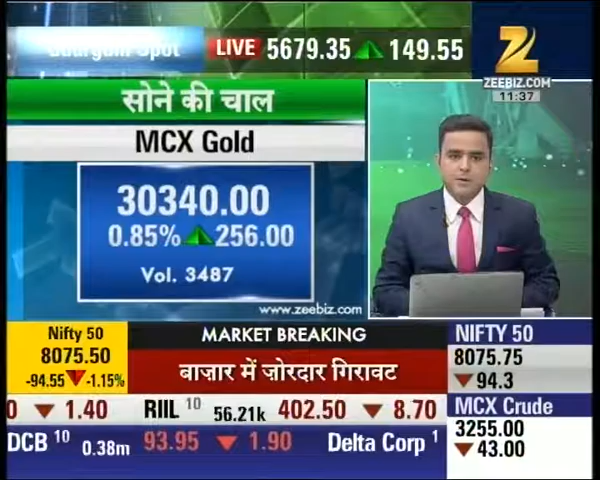 LIVE 5679.35 149.55
Z
ZEEBIZ.COM
11:37
सोने की चाल
MCX Gold
30340.00
0.85% 256.00
Vol. 3487
www.zeebiz.com
Nifty 50
8075.50
-94.55 -1.15%
MARKET BREAKING
बाज़ार में ज़ोरदार गिरावट
NIFTY 50
8075.75
94.3
MCX Crude
3255.00
43.00
0 1.40 RIIL 10 56.21k 402.50 8.70
DCB 10 0.38m 93.95 1.90 Delta Corp 1